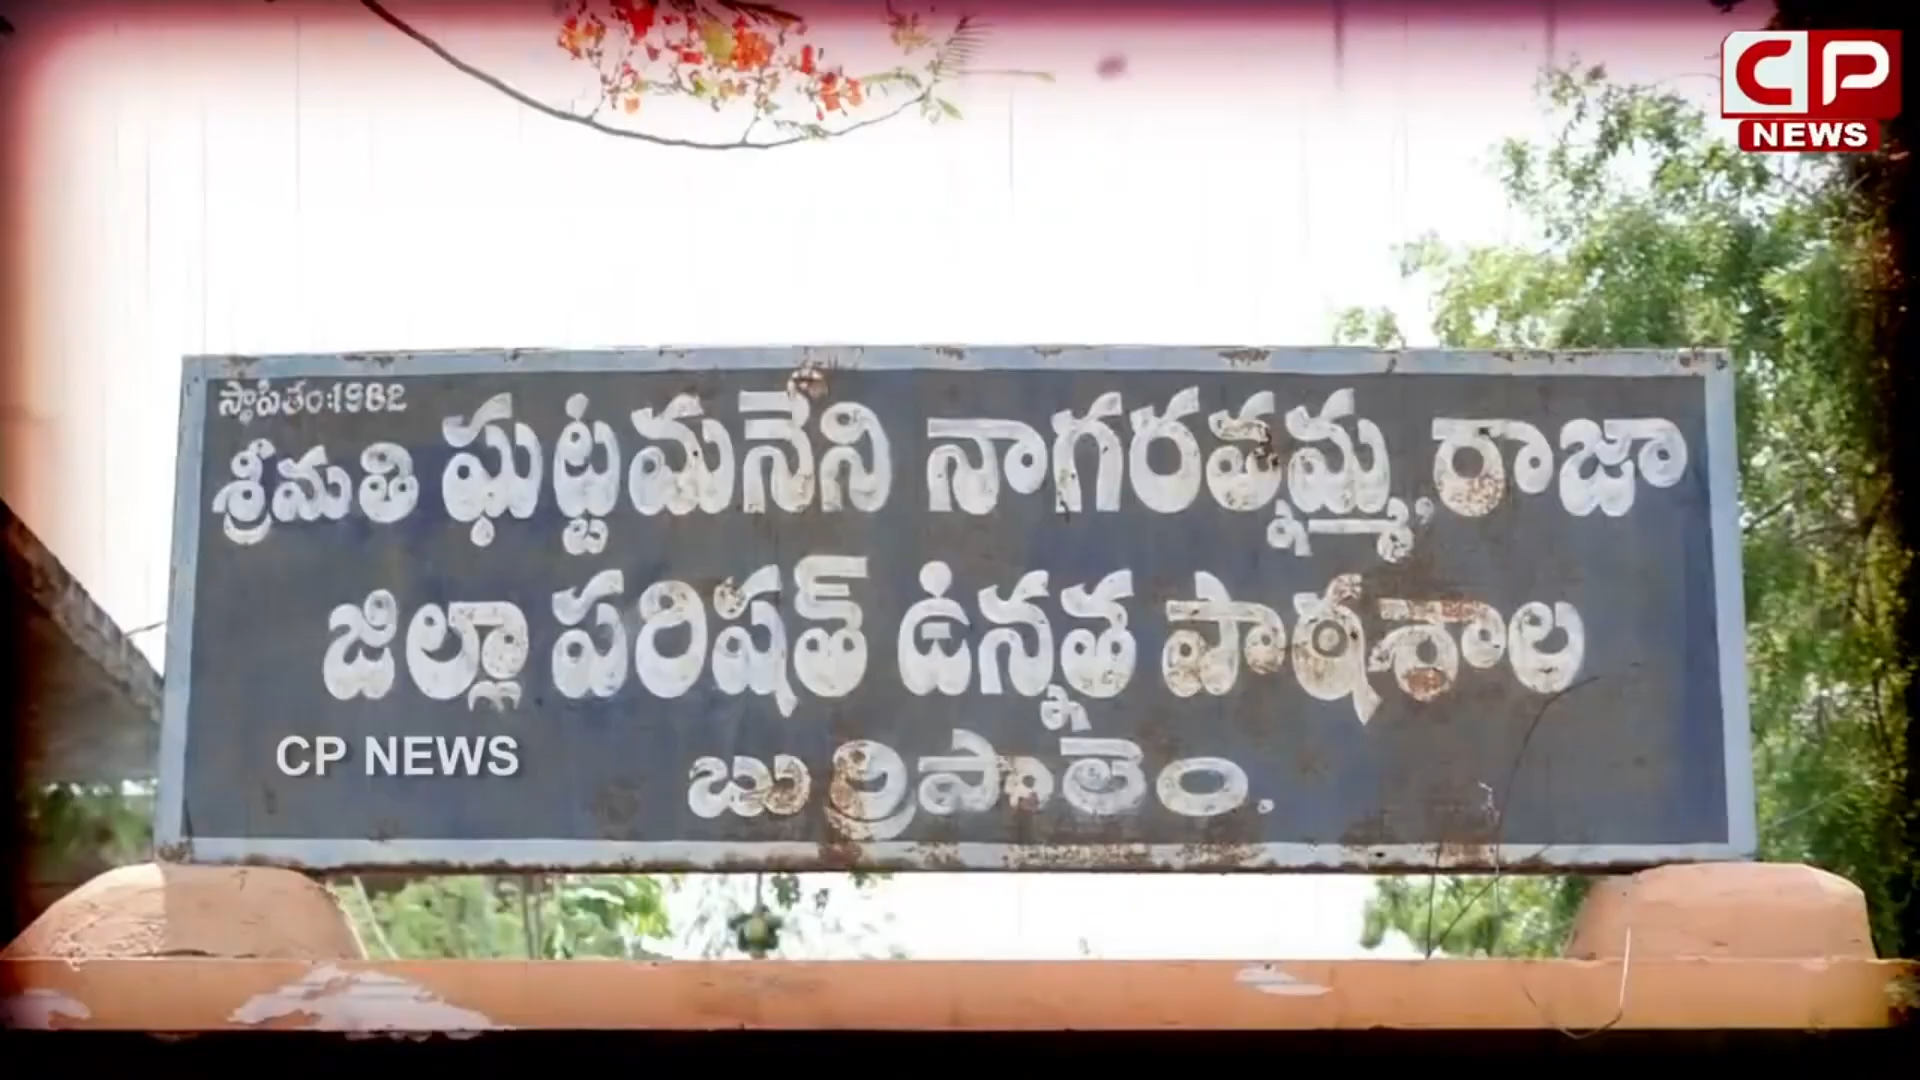 CP
NEWS
స్థాపితం:1982
శ్రీమతి ఘట్టమనేని నాగరత్నమ్మ,రాజా
జిల్లా పరిషత్ ఉన్నత పాఠశాల
CP NEWS
బుర్రిపాలెం.